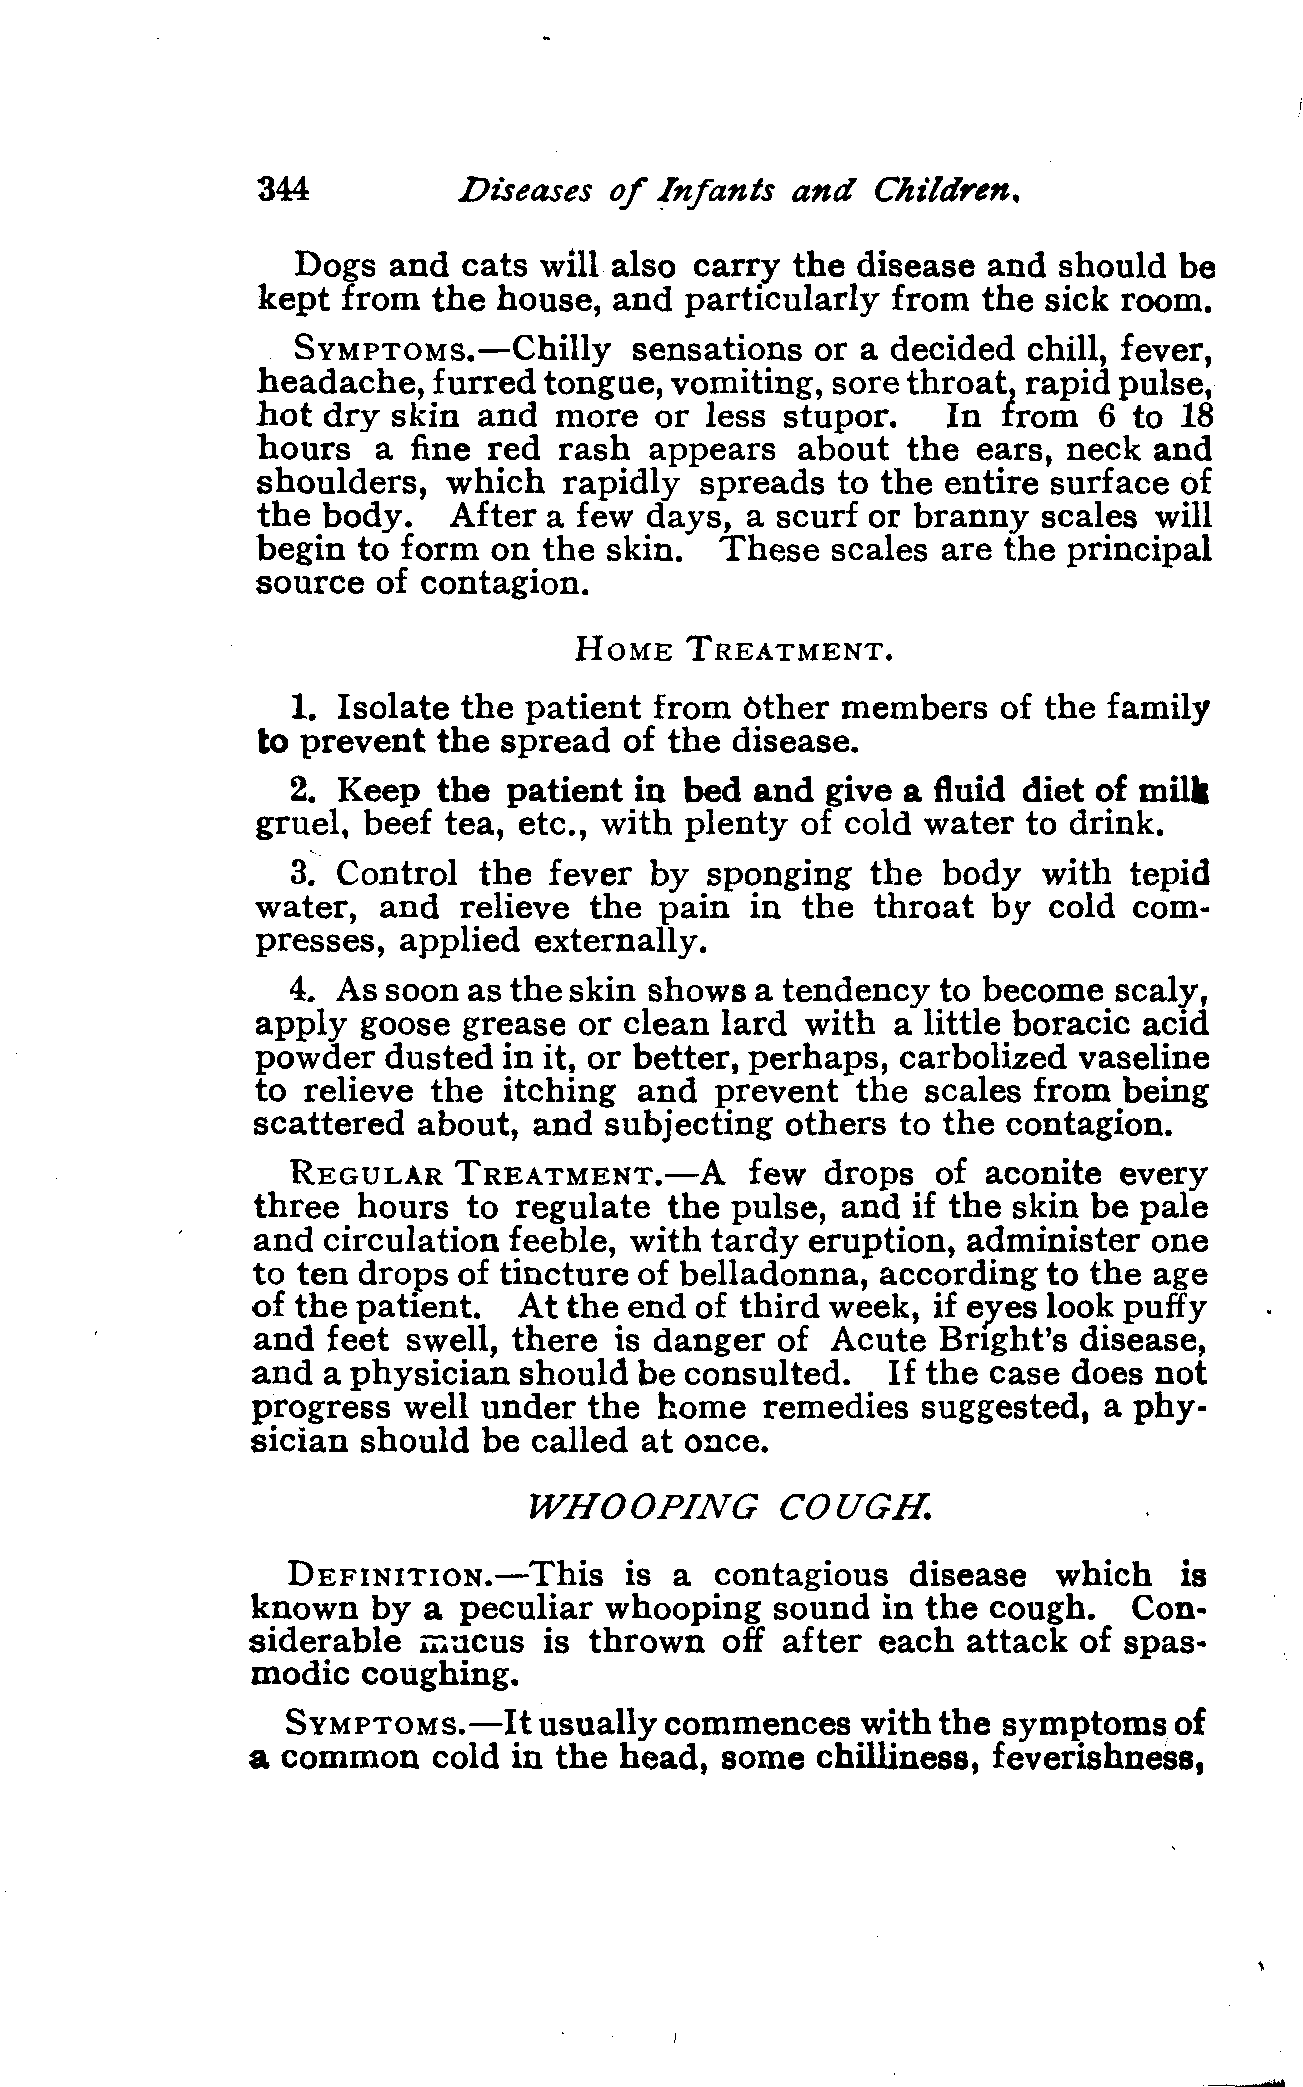 344 Diseases of Infants and Children.
Dogs and cats will also carry the disease and should be
kept from the house, and particularly from the sick room.
SYMPTOMS.—Chilly sensations or a decided chill, fever,
headache, furred tongue, vomiting, sore throat, rapid pulse,
hot dry skin and more or less stupor. In from 6 to 18
hours a fine red rash appears about the ears, neck and
shoulders, which rapidly spreads to the entire surface of
the body. After a few days, a scurf or branny scales will
begin to form on the skin. These scales are the principal
source of contagion.
HOME TREATMENT.
1. Isolate the patient from other members of the family
to prevent the spread of the disease.
2. Keep the patient in bed and give a fluid diet of milk
gruel, beef tea, etc., with plenty of cold water to drink.
3. Control the fever by sponging the body with tepid
water, and relieve the pain in the throat by cold com-
presses, applied externally.
4. As soon as the skin shows a tendency to become scaly,
apply goose grease or clean lard with a little boracic acid
powder dusted in it, or better, perhaps, carbolized vaseline
to relieve the itching and prevent the scales from being
scattered about, and subjecting others to the contagion.
REGULAR TREATMENT.—A few drops of aconite every
three hours to regulate the pulse, and if the skin be pale
and circulation feeble, with tardy eruption, administer one
to ten drops of tincture of belladonna, according to the age
of the patient. At the end of third week, if eyes look puffy
and feet swell, there is danger of Acute Bright's disease,
and a physician should be consulted. If the case does not
progress well under the home remedies suggested, a phy-
sician should be called at once.
WHOOPING COUGH.
DEFINITION.—This is a contagious disease which is
known by a peculiar whooping sound in the cough. Con-
siderable mucus is thrown off after each attack of spas-
modic coughing.
SYMPTOMS.—It usually commences with the symptoms of
a common cold in the head, some chilliness, feverishness,